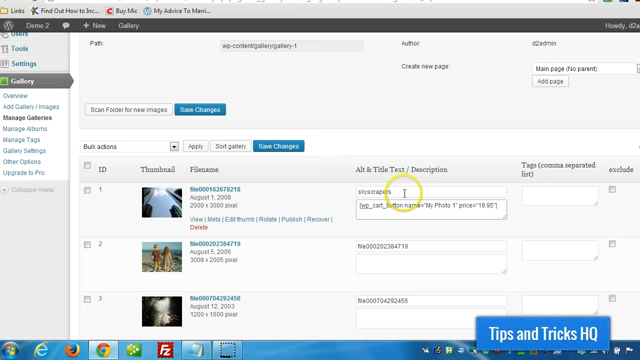 Links
Find Out How to Inc...
Buy Mic
My Advice To Marri...
Demo 2
New
Gallery
Howdy, d2a
Users
Tools
Settings
Gallery
Overview
Add Gallery / Images
Manage Galleries
Manage Albums
Manage Tags
Gallery Settings
Other Options
Upgrade to Pro
Collapse menu
Path:
wp-content/gallery/gallery-1
Author:
d2admin
Create new page:
Main page (No parent)
Add page
Scan Folder for new images
Save Changes
Bulk actions
Apply
Sort gallery
Save Changes
ID
Thumbnail
Filename
Alt & Title Text / Description
Tags (comma separated list)
exclude
1
file000162678218
August 1, 2008
2000 x 3000 pixel
View | Meta | Edit thumb | Rotate | Publish | Recover |
Delete
skyscrapers
[wp_cart_button name="My Photo 1" price="19.95"]
2
file000202384719
August 5, 2006
3008 x 2005 pixel
file000202384719
3
file000704292456
August 12, 2003
1200 x 1600 pixel
file000704292456
Tips and Tricks HQ